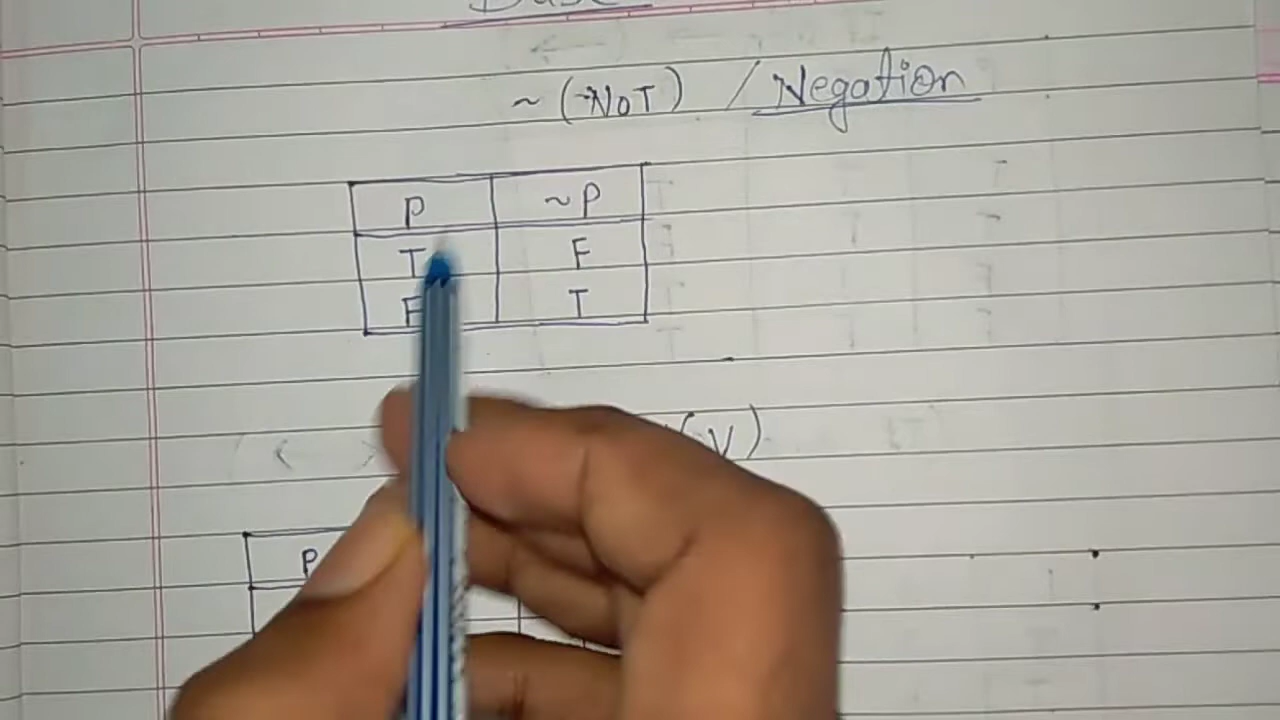 ~ (NOT) / Negation
P ~P
T F
F T
(V)
P